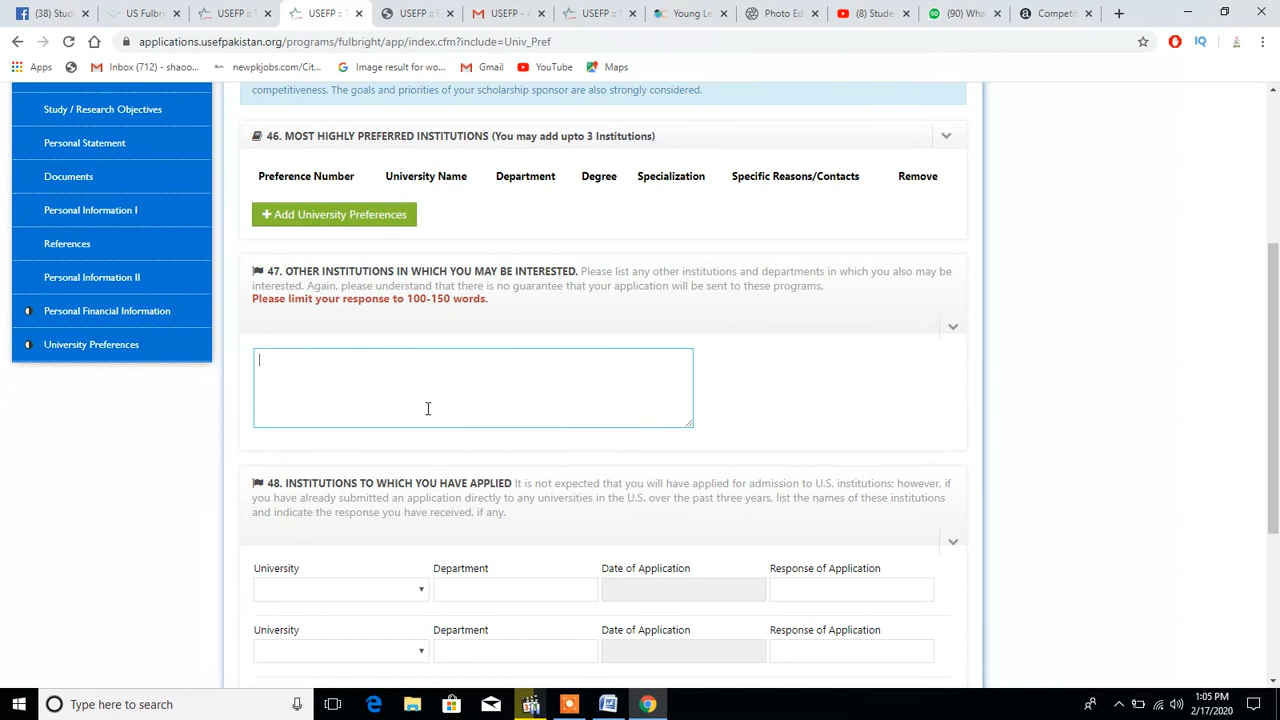 (38) Stude
US Fulbri
USEFP :: T
USEFP :: T
USEFP :: F
USEFP - A
USEFP :: T
Young Le
Photo Ed
(5) Stude
(90) Wha
Competit
applications.usefpakistan.org/programs/fulbright/app/index.cfm?include=Univ_Pref
Apps
Inbox (712) - shaoo...
newpkjobs.com/Cit...
Image result for wo...
Gmail
YouTube
Maps
Study / Research Objectives
Personal Statement
Documents
Personal Information I
References
Personal Information II
Personal Financial Information
University Preferences
competitiveness. The goals and priorities of your scholarship sponsor are also strongly considered.
46. MOST HIGHLY PREFERRED INSTITUTIONS (You may add upto 3 Institutions)
Preference Number University Name Department Degree Specialization Specific Reasons/Contacts Remove
Add University Preferences
47. OTHER INSTITUTIONS IN WHICH YOU MAY BE INTERESTED. Please list any other institutions and departments in which you also may be
interested. Again, please understand that there is no guarantee that your application will be sent to these programs.
Please limit your response to 100-150 words.
48. INSTITUTIONS TO WHICH YOU HAVE APPLIED It is not expected that you will have applied for admission to U.S. institutions; however, if
you have already submitted an application directly to any universities in the U.S. over the past three years, list the names of these institutions
and indicate the response you have received, if any.
University Department Date of Application Response of Application
University Department Date of Application Response of Application
Type here to search
1:05 PM
2/17/2020